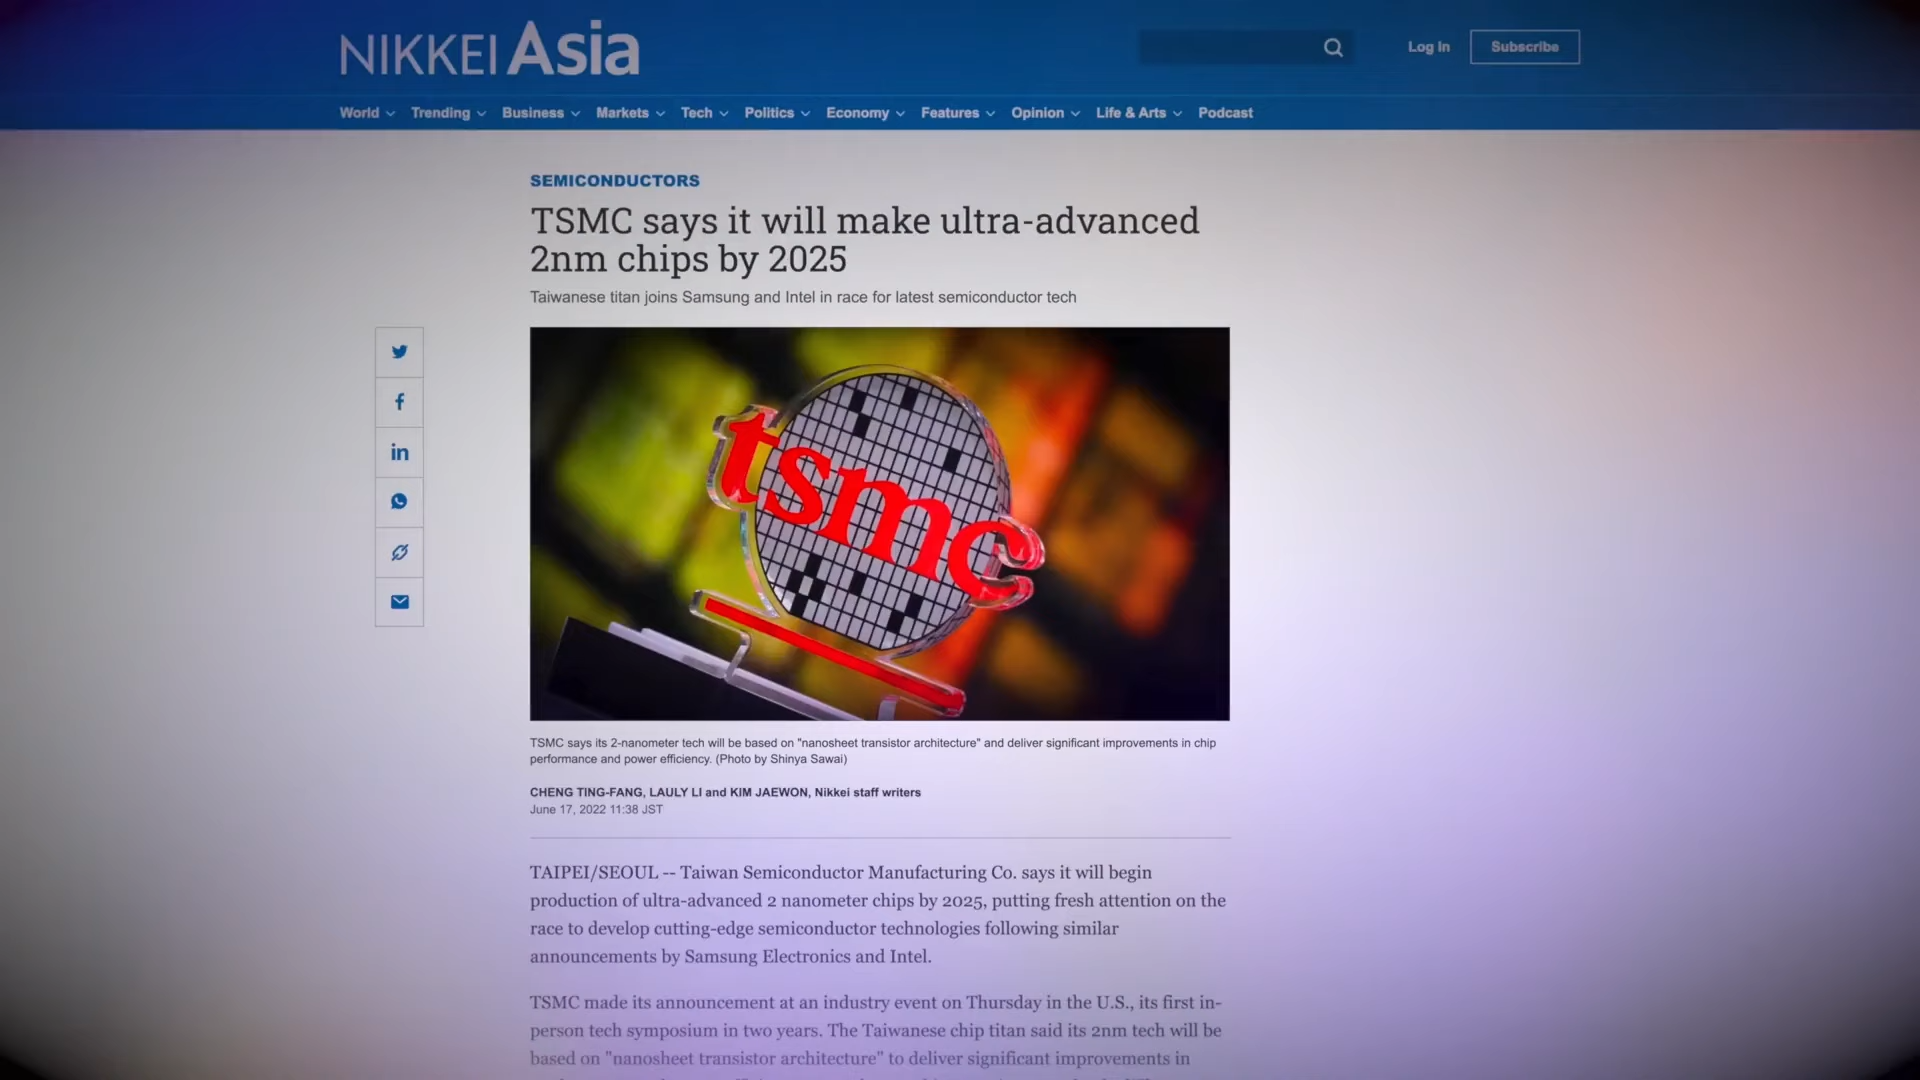 NIKKEI Asia
Log In
Subscribe
World
Trending
Business
Markets
Tech
Politics
Economy
Features
Opinion
Life & Arts
Podcast
SEMICONDUCTORS
TSMC says it will make ultra-advanced
2nm chips by 2025
Taiwanese titan joins Samsung and Intel in race for latest semiconductor tech
tsmc
TSMC says its 2-nanometer tech will be based on "nanosheet transistor architecture" and deliver significant improvements in chip
performance and power efficiency. (Photo by Shinya Sawai)
CHENG TING-FANG, LAULY LI and KIM JAEWON, Nikkei staff writers
June 17, 2022 11:38 JST
TAIPEI/SEOUL -- Taiwan Semiconductor Manufacturing Co. says it will begin
production of ultra-advanced 2 nanometer chips by 2025, putting fresh attention on the
race to develop cutting-edge semiconductor technologies following similar
announcements by Samsung Electronics and Intel.
TSMC made its announcement at an industry event on Thursday in the U.S., its first in-
person tech symposium in two years. The Taiwanese chip titan said its 2nm tech will be
based on "nanosheet transistor architecture" to deliver significant improvements in